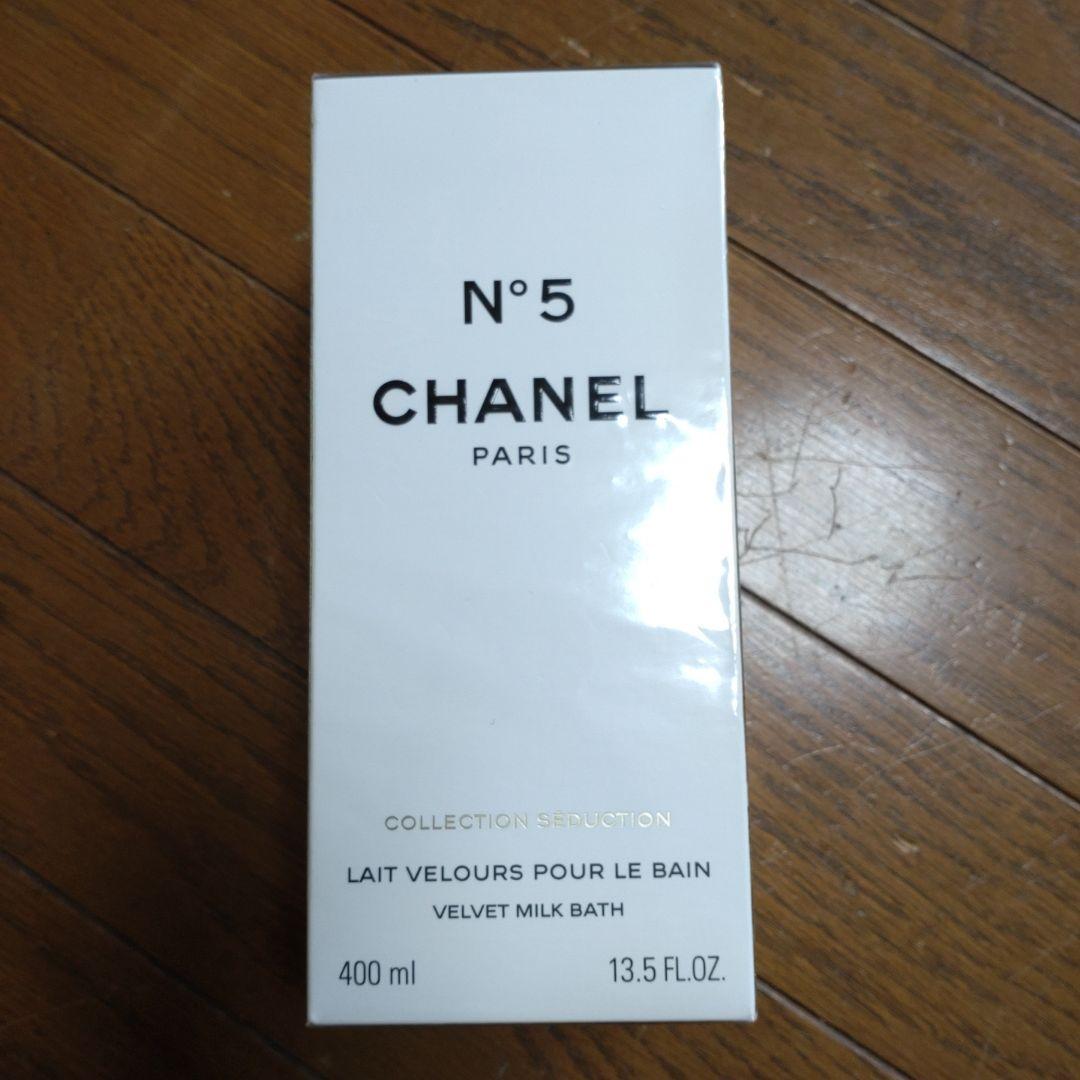 N°5
CHANEL
PARIS
COLLECTION SÉDUCTION
LAIT VELOURS POUR LE BAIN
VELVET MILK BATH
400 ml 13.5 FL.OZ.